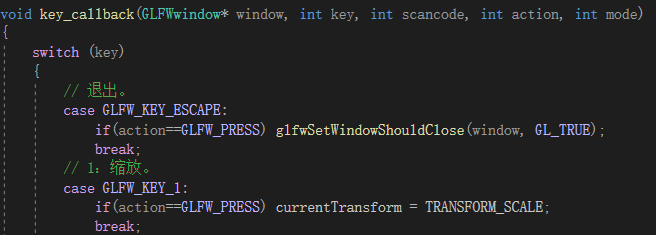 void key_callback(GLFWwindow* window, int key, int scancode, int action, int mode)
{
switch (key)
{
// 退出。
case GLFW_KEY_ESCAPE:
if(action==GLFW_PRESS) glfwSetWindowShouldClose(window, GL_TRUE);
break;
// 1：缩放。
case GLFW_KEY_1:
if(action==GLFW_PRESS) currentTransform = TRANSFORM_SCALE;
break;